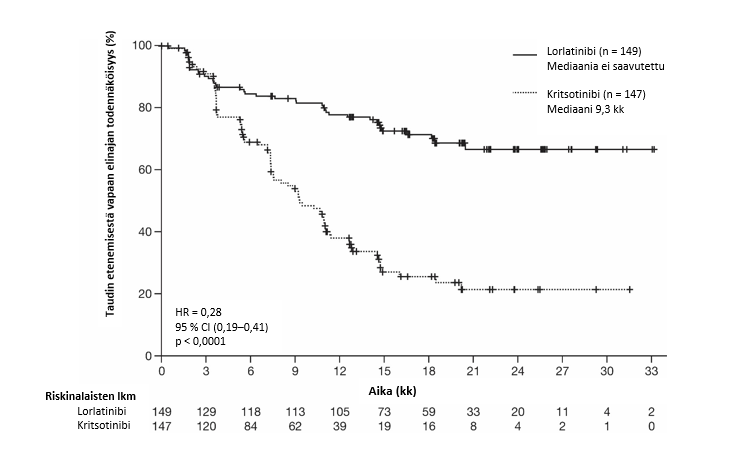 Taudin etenemisestä vapaan elinajan todennäköisyys (%)
100
80
60
40
20
0
Lorlatinibi (n = 149)
Mediaania ei saavutettu
Kritsotinibi (n = 147)
Mediaani 9,3 kk
HR = 0,28
95 % CI (0,19–0,41)
p < 0,0001
0 3 6 9 12 15 18 21 24 27 30 33
Aika (kk)
Riskinalaisten lkm
Lorlatinibi 149 129 118 113 105 73 59 33 20 11 4 2
Kritsotinibi 147 120 84 62 39 19 16 8 4 2 1 0